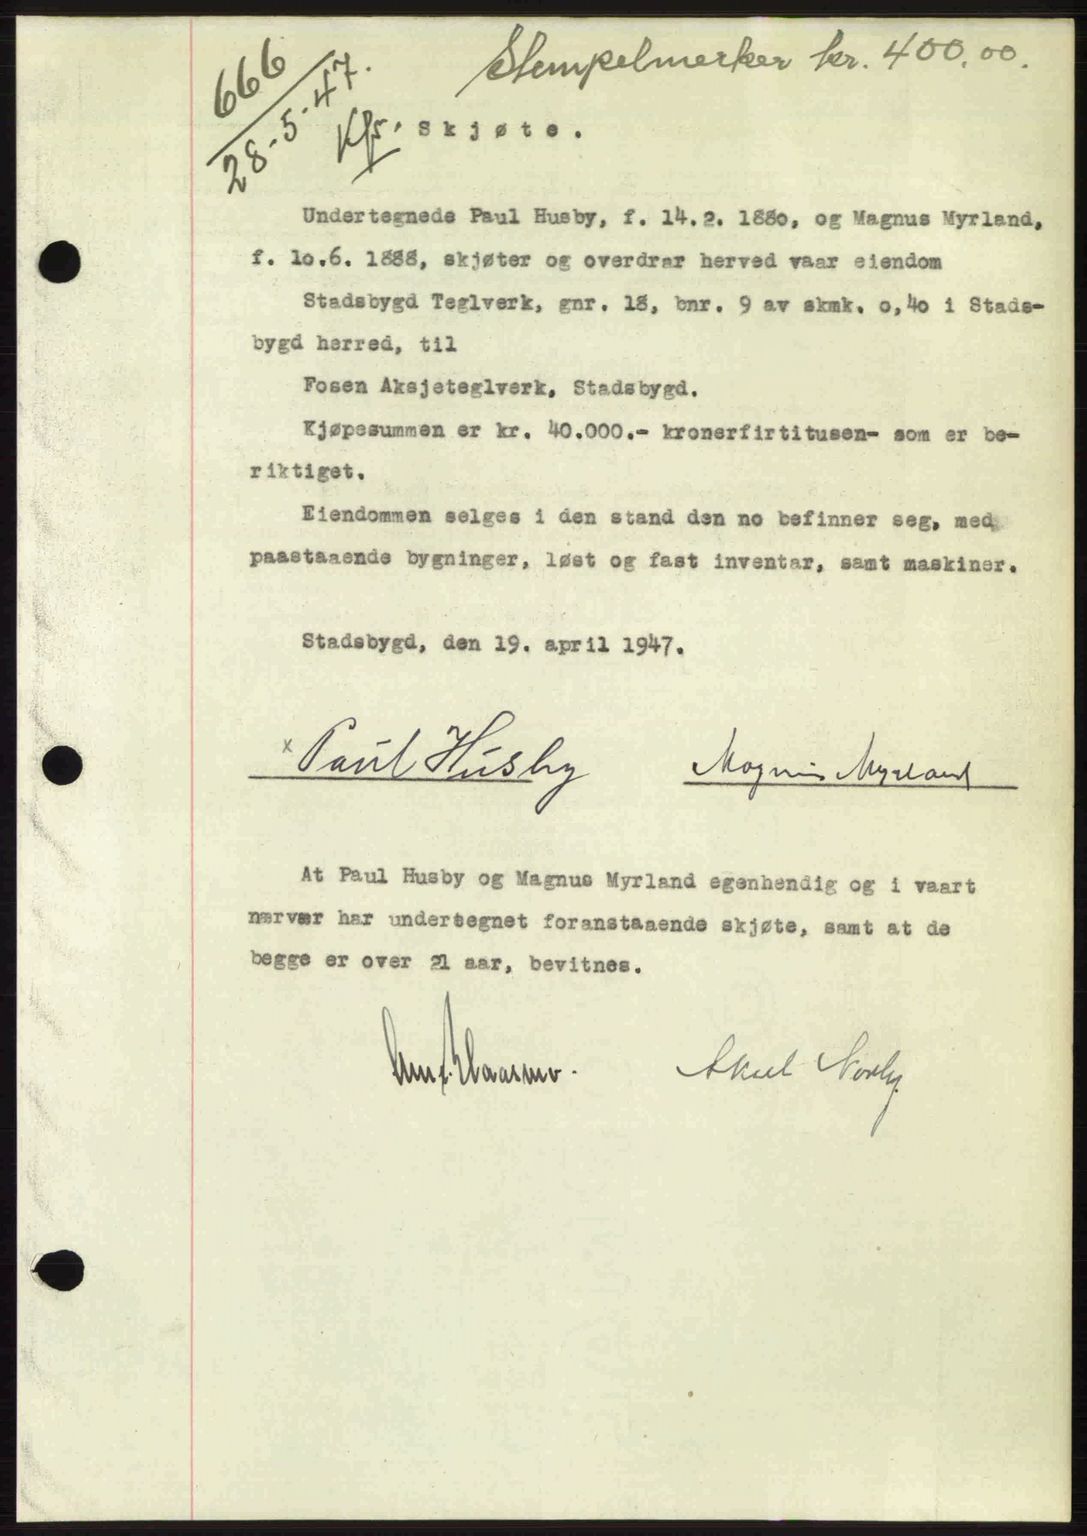 Stempelmerker kr. 400.00.
666
28-5-47.
Kfr.
Skjøte.
Undertegnede Paul Husby, f. 14.2. 1880, og Magnus Myrland,
f. 10.6. 1888, skjøter og overdrar herved vaar eiendom
Stadsbygd Teglverk, gnr. 18, bnr. 9 av skmk. 0,40 i Stads-
bygd herred, til
Fosen Aksjeteglverk, Stadsbygd.
Kjøpesummen er kr. 40.000.- kronerfirtitusen- som er be-
riktiget.
Eiendommen selges i den stand den no befinner seg, med
paastaaende bygninger, løst og fast inventar, samt maskiner.
Stadsbygd, den 19. april 1947.
x Paul Husby Magnus Myrland
At Paul Husby og Magnus Myrland egenhendig og i vaart
nærvær har undertegnet foranstaaende skjøte, samt at de
begge er over 21 aar, bevitnes.